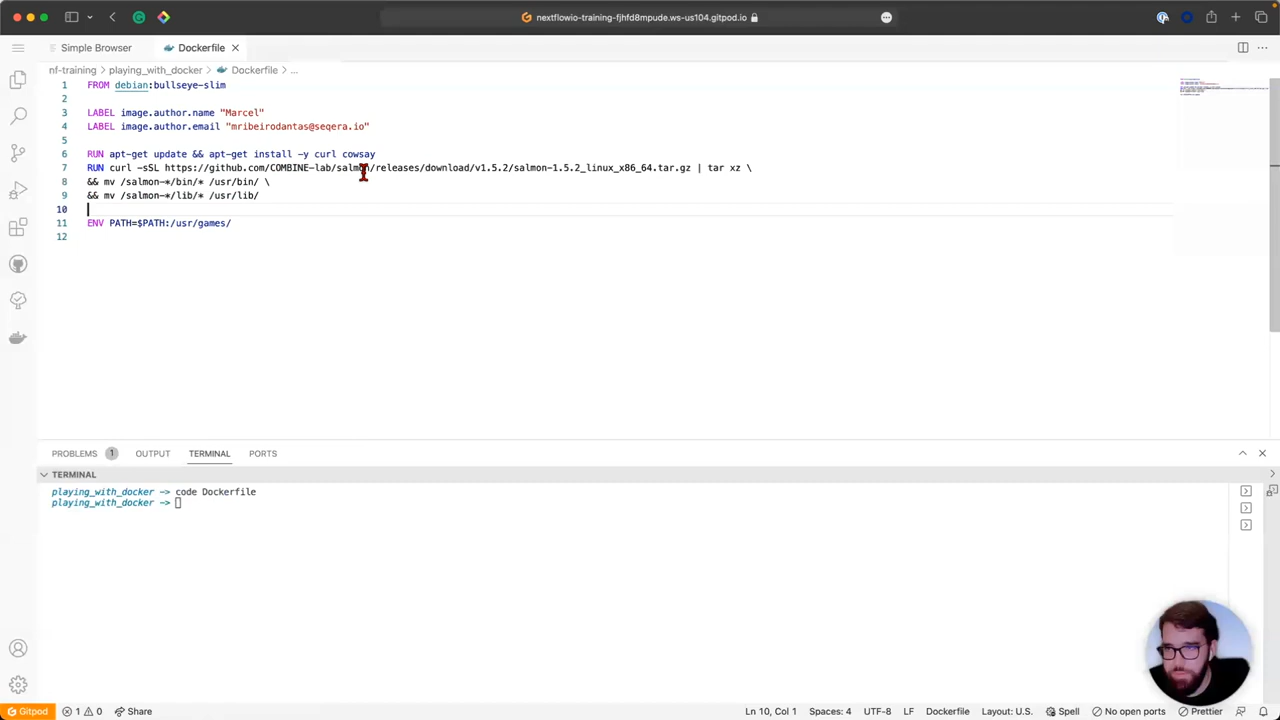 nextflowio-training-fjhfd8mpude.ws-us104.gitpod.io
Simple Browser
Dockerfile
nf-training > playing_with_docker > Dockerfile > ...
1 FROM debian:bullseye-slim
2
3 LABEL image.author.name "Marcel"
4 LABEL image.author.email "mribeirodantas@seqera.io"
5
6 RUN apt-get update && apt-get install -y curl cowsay
7 RUN curl -sSL https://github.com/COMBINE-lab/salmon/releases/download/v1.5.2/salmon-1.5.2_linux_x86_64.tar.gz | tar xz \
8 && mv /salmon-*/bin/* /usr/bin/ \
9 && mv /salmon-*/lib/* /usr/lib/
10
11 ENV PATH=$PATH:/usr/games/
12
PROBLEMS 1 OUTPUT TERMINAL PORTS
TERMINAL
playing_with_docker -> code Dockerfile
playing_with_docker ->
Gitpod 1 0 Share Ln 10, Col 1 Spaces: 4 UTF-8 LF Dockerfile Layout: U.S. Spell No open ports Prettier